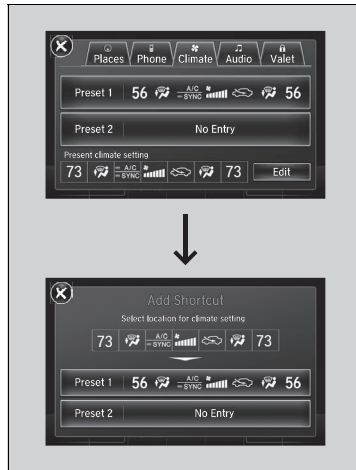 Places Phone Climate Audio Valet
Preset 1 56 A/C SYNC 56
Preset 2 No Entry
Present climate setting
73 A/C SYNC 73 Edit
Add Shortcut
Select location for climate setting
73 A/C SYNC 73
Preset 1 56 A/C SYNC 56
Preset 2 No Entry